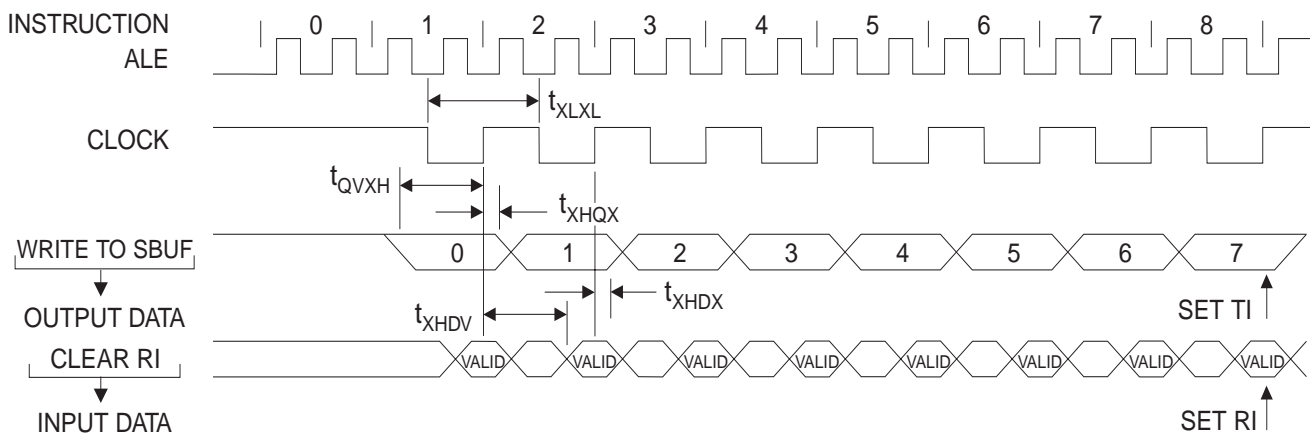 INSTRUCTION 0 1 2 3 4 5 6 7 8
ALE
tXLXL
CLOCK
tQVXH
tXHQX
WRITE TO SBUF 0 1 2 3 4 5 6 7
tXHDX
OUTPUT DATA SET TI
tXHDV
CLEAR RI VALID VALID VALID VALID VALID VALID VALID VALID
INPUT DATA SET RI